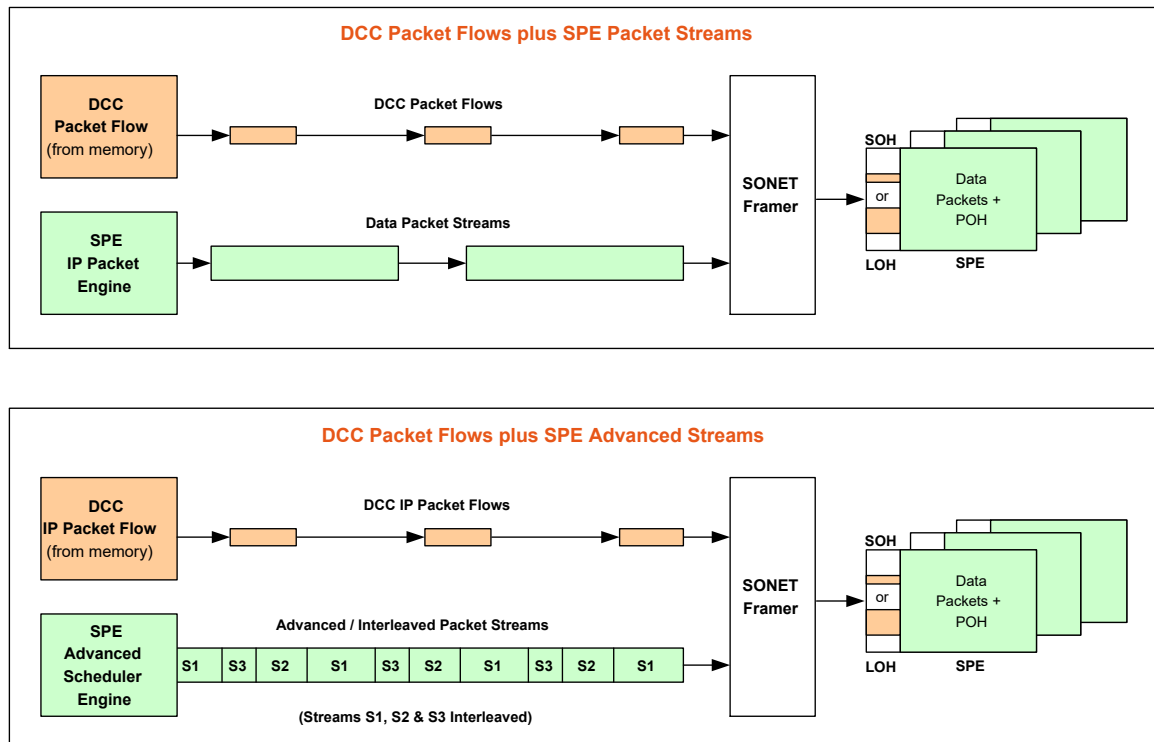 DCC Packet Flows plus SPE Packet Streams
DCC
Packet Flow
(from memory)
DCC Packet Flows
SPE
IP Packet
Engine
Data Packet Streams
SONET
Framer
SOH
or
LOH
Data
Packets +
POH
SPE
DCC Packet Flows plus SPE Advanced Streams
DCC
IP Packet Flow
(from memory)
DCC IP Packet Flows
SPE
Advanced
Scheduler
Engine
Advanced / Interleaved Packet Streams
S1 S3 S2 S1 S3 S2 S1 S3 S2 S1
(Streams S1, S2 & S3 Interleaved)
SONET
Framer
SOH
or
LOH
Data
Packets +
POH
SPE